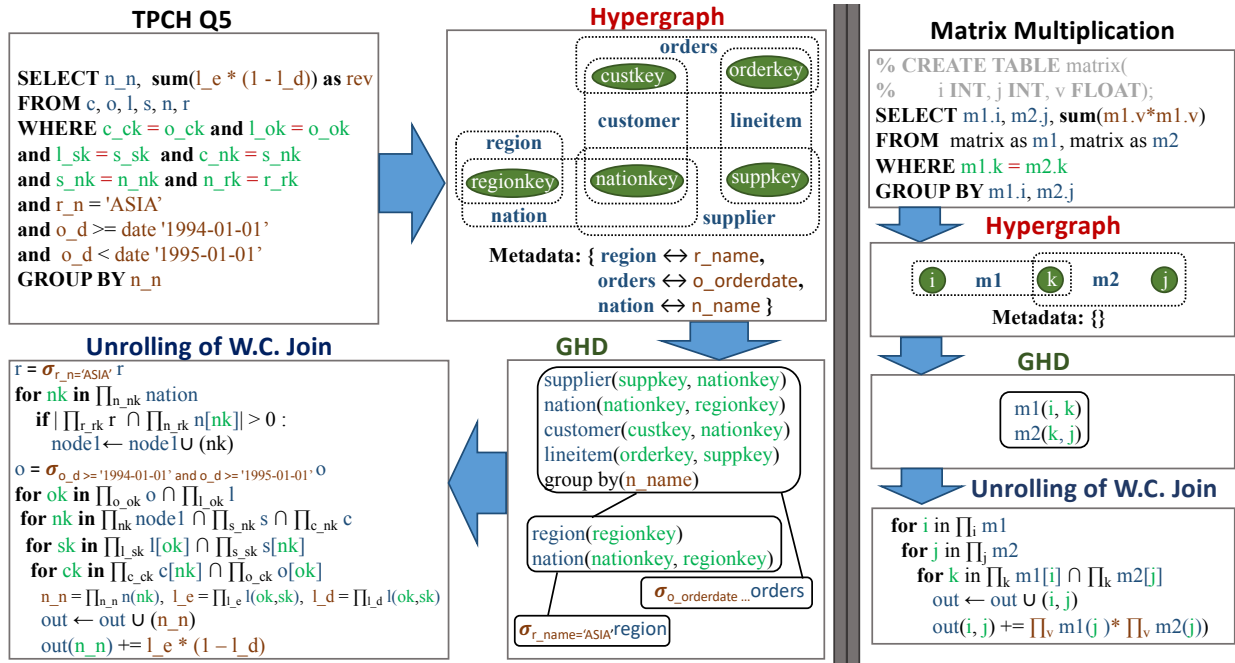 TPCH Q5
SELECT n_n, sum(l_e * (1 - l_d)) as rev
FROM c, o, l, s, n, r
WHERE c_ck = o_ck and l_ok = o_ok
and l_sk = s_sk and c_nk = s_nk
and s_nk = n_nk and n_rk = r_rk
and r_n = 'ASIA’
and o_d >= date '1994-01-01'
and o_d < date '1995-01-01’
GROUP BY n_n
Hypergraph
orders
custkey
orderkey
customer
lineitem
region
regionkey
nationkey
suppkey
nation
supplier
Metadata: { region ↔ r_name,
orders ↔ o_orderdate,
nation ↔ n_name }
GHD
supplier(suppkey, nationkey)
nation(nationkey, regionkey)
customer(custkey, nationkey)
lineitem(orderkey, suppkey)
group by(n_name)
region(regionkey)
nation(nationkey, regionkey)
σo_orderdate ...orders
σr_name='ASIA'region
Unrolling of W.C. Join
r = σr_n='ASIA' r
for nk in ∏n_nk nation
if | ∏r_rk r ∩ ∏n_rk n[nk]| > 0 :
node1← node1∪ (nk)
o = σo_d >= '1994-01-01' and o_d >= '1995-01-01' o
for ok in ∏o_ok o ∩ ∏l_ok l
for nk in ∏nk node1 ∩ ∏s_nk s ∩ ∏c_nk c
for sk in ∏l_sk l[ok] ∩ ∏s_sk s[nk]
for ck in ∏c_ck c[nk] ∩ ∏o_ck o[ok]
n_n = ∏n_n n(nk), l_e = ∏l_e l(ok,sk), l_d = ∏l_d l(ok,sk)
out ← out ∪ (n_n)
out(n_n) += l_e * (1 – l_d)
Matrix Multiplication
% CREATE TABLE matrix(
% i INT, j INT, v FLOAT);
SELECT m1.i, m2.j, sum(m1.v*m1.v)
FROM matrix as m1, matrix as m2
WHERE m1.k = m2.k
GROUP BY m1.i, m2.j
Hypergraph
i m1 k m2 j
Metadata: {}
GHD
m1(i, k)
m2(k, j)
Unrolling of W.C. Join
for i in ∏i m1
for j in ∏j m2
for k in ∏k m1[i] ∩ ∏k m2[j]
out ← out ∪ (i, j)
out(i, j) += ∏v m1(j )* ∏v m2(j))